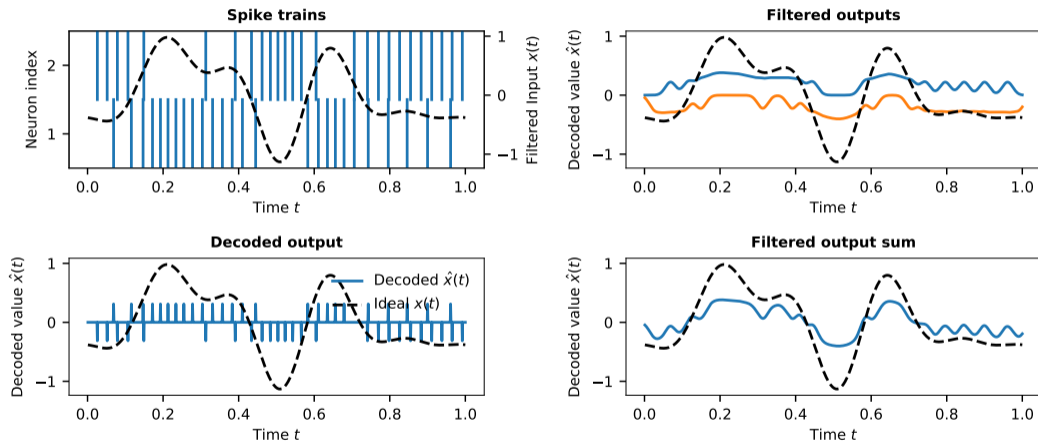 Spike trains
Neuron index
2
1
1
0
−1
Filtered Input x(t)
0.0 0.2 0.4 0.6 0.8 1.0
Time t
Filtered outputs
Decoded value x̂(t)
1
0
−1
0.0 0.2 0.4 0.6 0.8 1.0
Time t
Decoded output
Decoded value x̂(t)
1
0
−1
Decoded x̂(t)
Ideal x(t)
0.0 0.2 0.4 0.6 0.8 1.0
Time t
Filtered output sum
Decoded value x̂(t)
1
0
−1
0.0 0.2 0.4 0.6 0.8 1.0
Time t